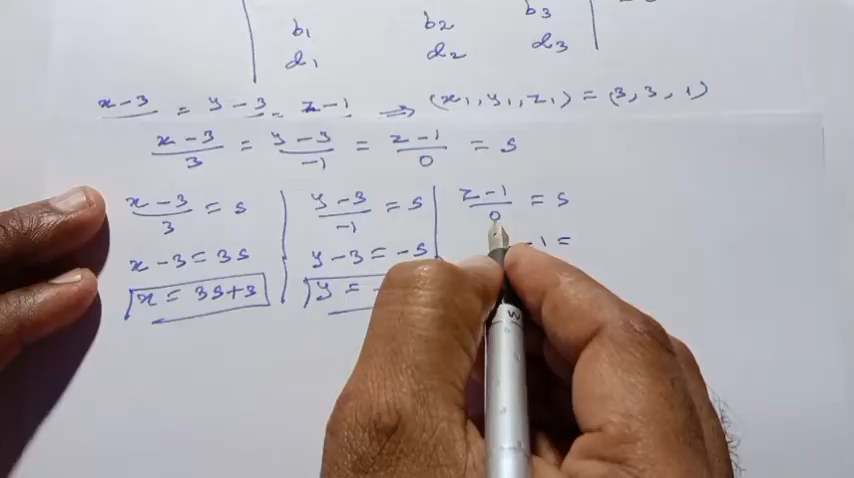 b₁ b₂ b₃
d₁ d₂ d₃
x-3 = y-3 = z-1 ⇒ (x₁, y₁, z₁) = (3, 3, 1)
(x-3)/3 = (y-3)/-1 = (z-1)/0 = s
(x-3)/3 = s | (y-3)/-1 = s | (z-1)/0 = s
x-3 = 3s | y-3 = -s | -1 =
x = 3s+3 | y = -
W